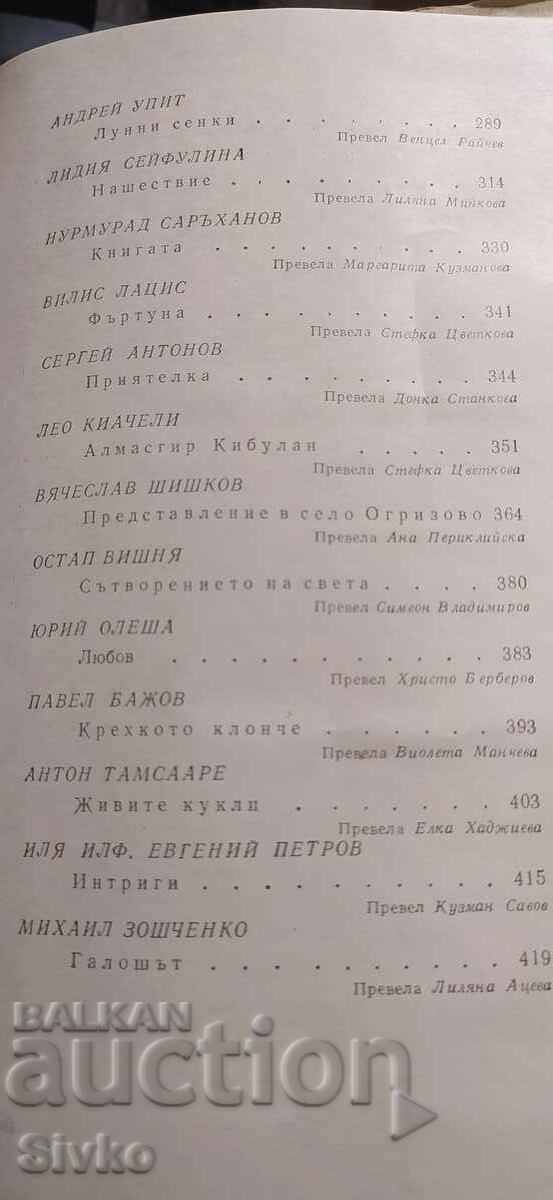 АНДРЕЙ УПИТ
Лунни сенки . . . . . . . 289
Превел Венцел Райчев
ЛИДИЯ СЕЙФУЛИНА
Нашествие . . . . . . . . . 314
Превела Лиляна Минкова
НУРМУРАД САРЪХАНОВ
Книгата . . . . . . . . . 330
Превела Маргарита Кузманова
ВИЛИС ЛАЦИС
Фъртуна . . . . . . . . . 341
Превела Стефка Цветкова
СЕРГЕЙ АНТОНОВ
Приятелка . . . . . . . . . 344
Превела Донка Станкова
ЛЕО КИАЧЕЛИ
Алмасгир Кибулан . . . . . 351
Превела Стефка Цветкова
ВЯЧЕСЛАВ ШИШКОВ
Представление в село Огризово 364
Превела Ана Периклийска
ОСТАП ВИШНЯ
Сътворението на света . . . . 380
Превел Симеон Владимиров
ЮРИЙ ОЛЕША
Любов . . . . . . . . . . 383
Превел Христо Берберов
ПАВЕЛ БАЖОВ
Крехкото клонче . . . . . . 393
Превела Виолета Манчева
АНТОН ТАМСААРЕ
Живите кукли . . . . . . . 403
Превела Елка Хаджиева
ИЛЯ ИЛФ, ЕВГЕНИЙ ПЕТРОВ
Интриги . . . . . . . . . 415
Превел Кузман Савов
МИХАИЛ ЗОШЧЕНКО
Галошът . . . . . . . . . 419
Превела Лиляна Ацева
BALKAN
auction
Sivko